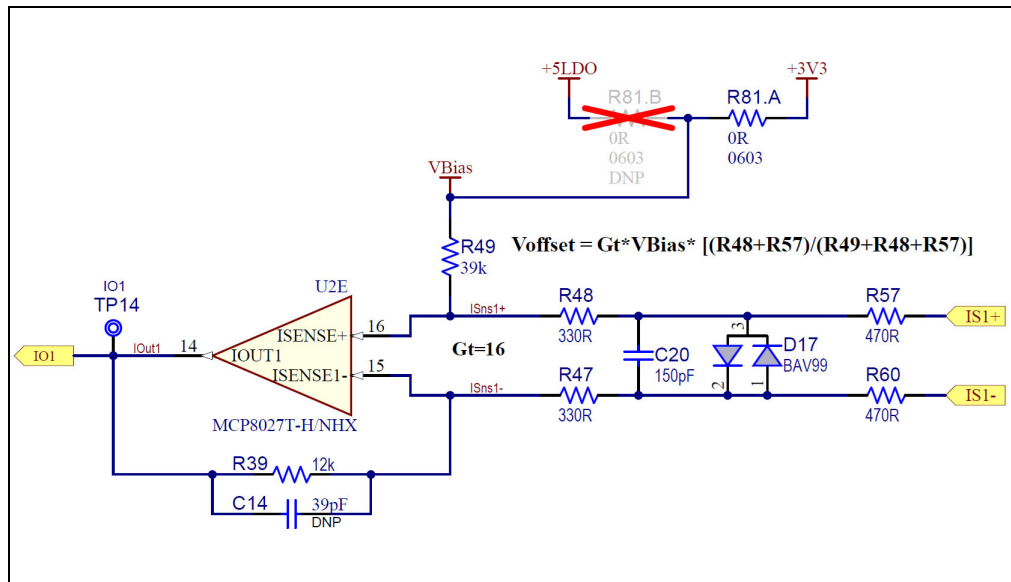 +5LDO
+3V3
R81.B
R81.A
0R
0603
DNP
0R
0603
VBias
R49
39k
Voffset = Gt*VBias* [(R48+R57)/(R49+R48+R57)]
U2E
IO1
TP14
ISns1+
R48
330R
R57
470R
IS1+
16
ISENSE+
IO1
IOut1
14
IOUT1
Gt=16
C20
150pF
3
2
1
D17
BAV99
15
ISENSE1-
ISns1-
R47
330R
R60
470R
IS1-
MCP8027T-H/NHX
R39
12k
C14
39pF
DNP